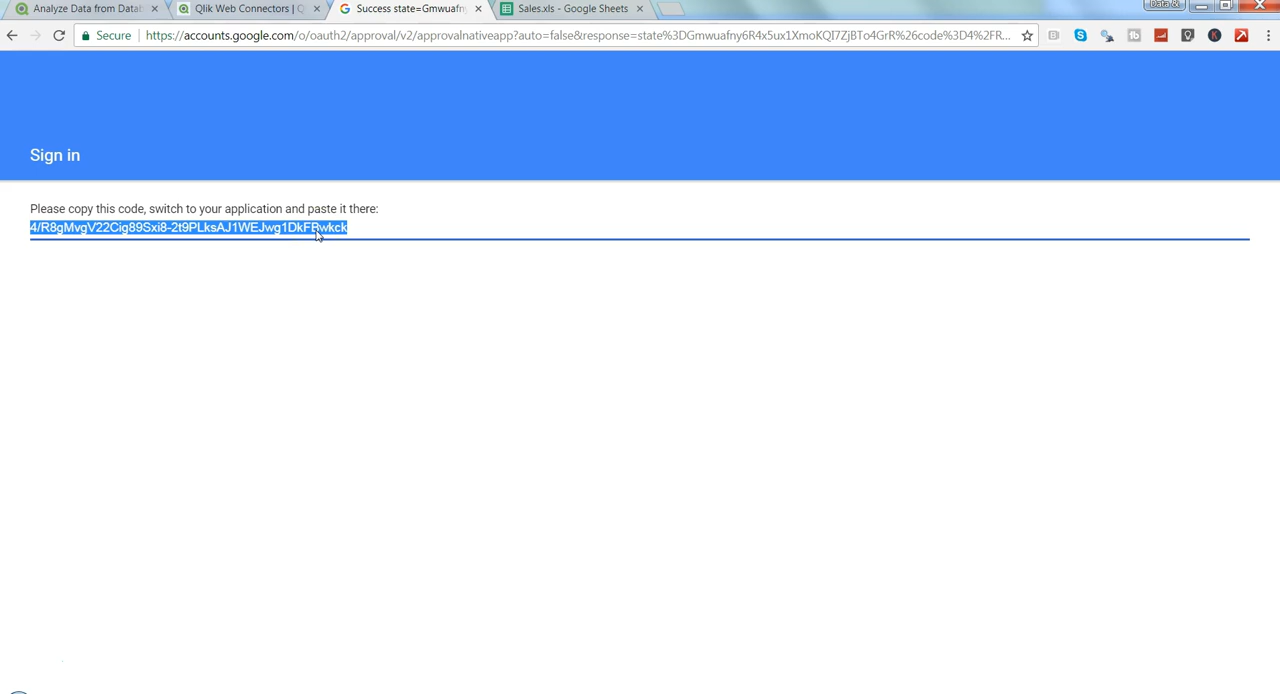 Analyze Data from Datab
Qlik Web Connectors | Q
Success state=Gmwuafn
Sales.xls - Google Sheets
Data &
Secure
https://accounts.google.com/o/oauth2/approval/v2/approvalnativeapp?auto=false&response=state%3DGmwuafny6R4x5ux1XmoKQI7ZjBTo4GrR%26code%3D4%2FR...
Sign in
Please copy this code, switch to your application and paste it there:
4/R8gMvgV22Cig89Sxi8-2t9PLksAJ1WEJwg1DkFBwkck